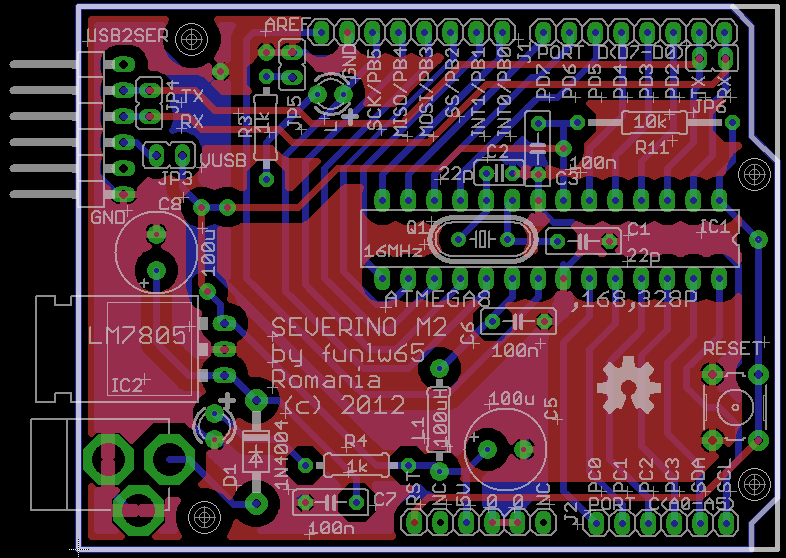 USB2SER
AREF
GND
SCK/PB5
MISO/PB4
MOSI/PB3
SS/PB2
INT1/PB1
INT0/PB0
J1
PORT D(D7-D0)
PD7
PD6
PD5
PD4
PD3
PD2
TX
RX
JP4
TX
RX
R3
1k
JP5
L1
+
10k
JP6
R11
JP3
VUSB
C2
22p
100n
C3
GND
C8
100u
+
Q1
16MHz
C1
22p
IC1
ATMEGA8 ,168,328P
LM7805
IC2
SEVERINO M2
by funlw65
Romania
(c) 2012
C6
100n
RESET
L1
100uH
100u
C5
+
+
D1
1N4004
R4
1k
C7
100n
RST
NC
5V
NC
J2
PC0
PC1
PC2
PC3
SDA
SCL
PORT C(A0-A5)